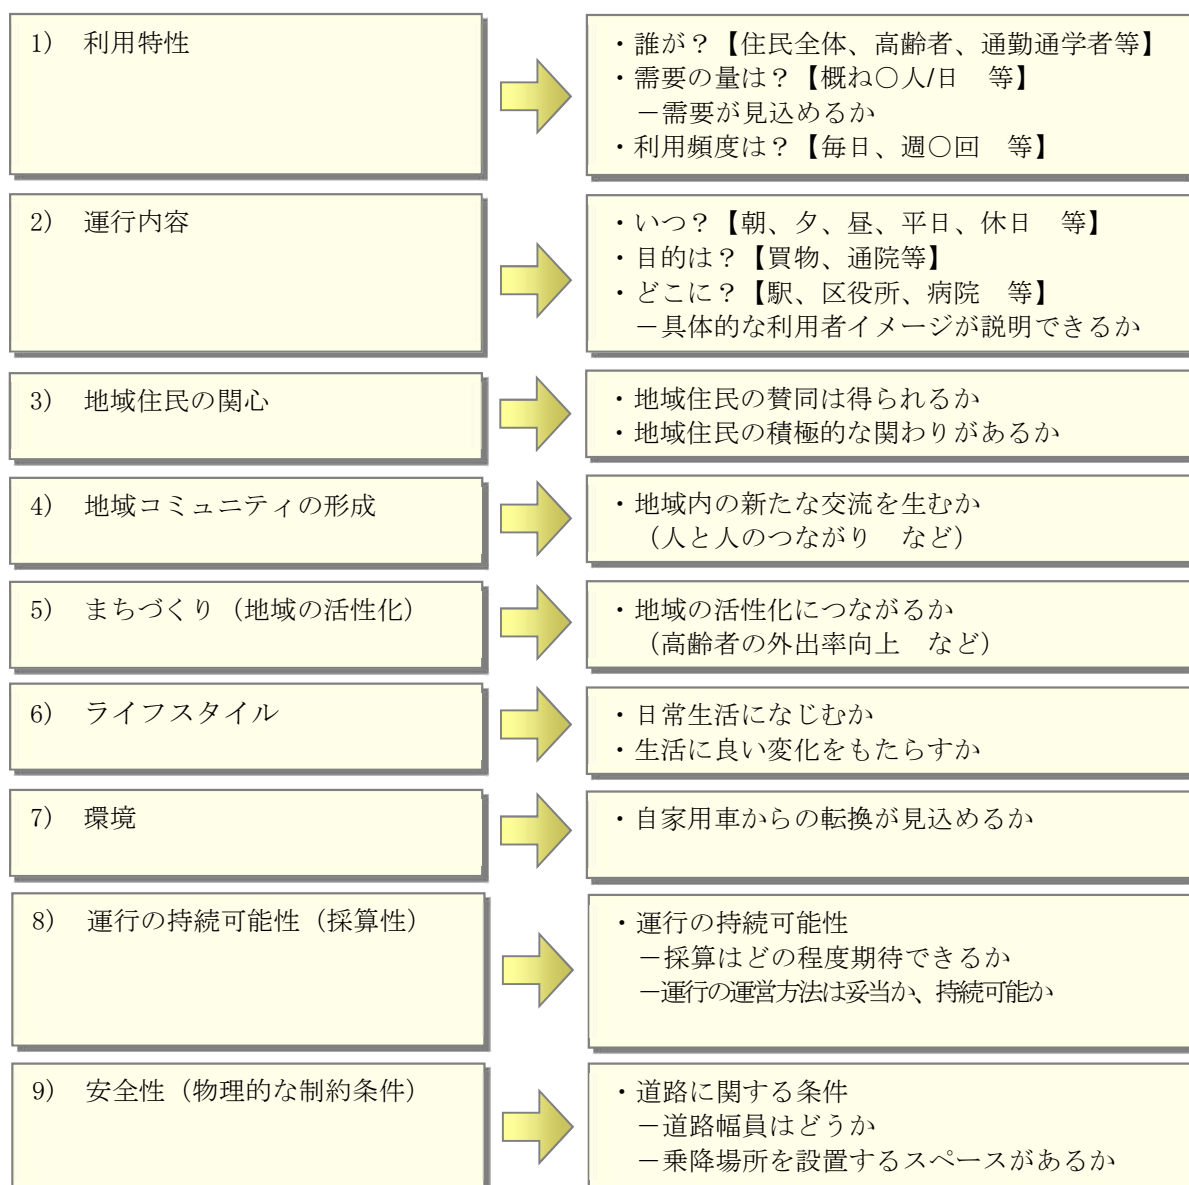 1)　利用特性
・誰が？【住民全体、高齢者、通勤通学者等】
・需要の量は？【概ね○人/日　等】
－需要が見込めるか
・利用頻度は？【毎日、週○回　等】
2)　運行内容
・いつ？【朝、夕、昼、平日、休日　等】
・目的は？【買物、通院等】
・どこに？【駅、区役所、病院　等】
－具体的な利用者イメージが説明できるか
3)　地域住民の関心
・地域住民の賛同は得られるか
・地域住民の積極的な関わりがあるか
4)　地域コミュニティの形成
・地域内の新たな交流を生むか
（人と人のつながり　など）
5)　まちづくり（地域の活性化）
・地域の活性化につながるか
（高齢者の外出率向上　など）
6)　ライフスタイル
・日常生活になじむか
・生活に良い変化をもたらすか
7)　環境
・自家用車からの転換が見込めるか
8)　運行の持続可能性（採算性）
・運行の持続可能性
－採算はどの程度期待できるか
－運行の運営方法は妥当か、持続可能か
9)　安全性（物理的な制約条件）
・道路に関する条件
－道路幅員はどうか
－乗降場所を設置するスペースがあるか